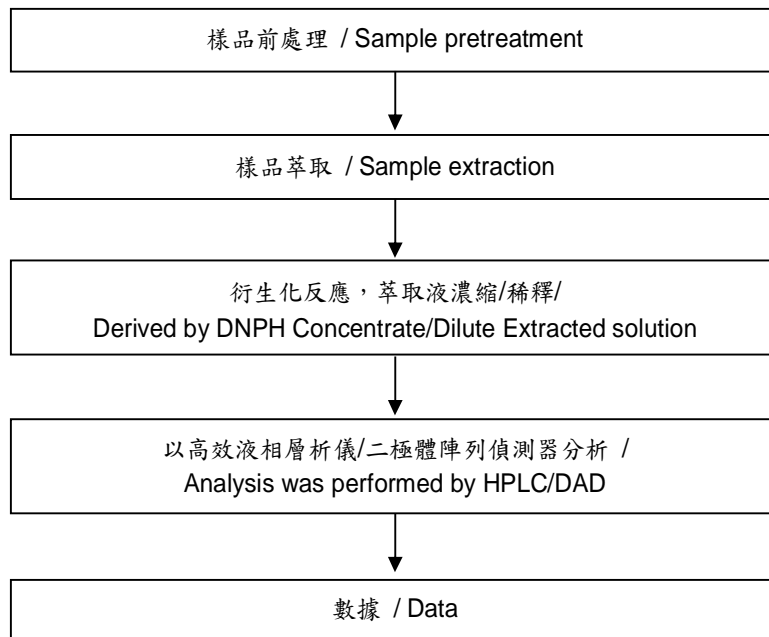 樣品前處理 / Sample pretreatment
樣品萃取 / Sample extraction
衍生化反應，萃取液濃縮/稀釋/
Derived by DNPH Concentrate/Dilute Extracted solution
以高效液相層析儀/二極體陣列偵測器分析 /
Analysis was performed by HPLC/DAD
數據 / Data